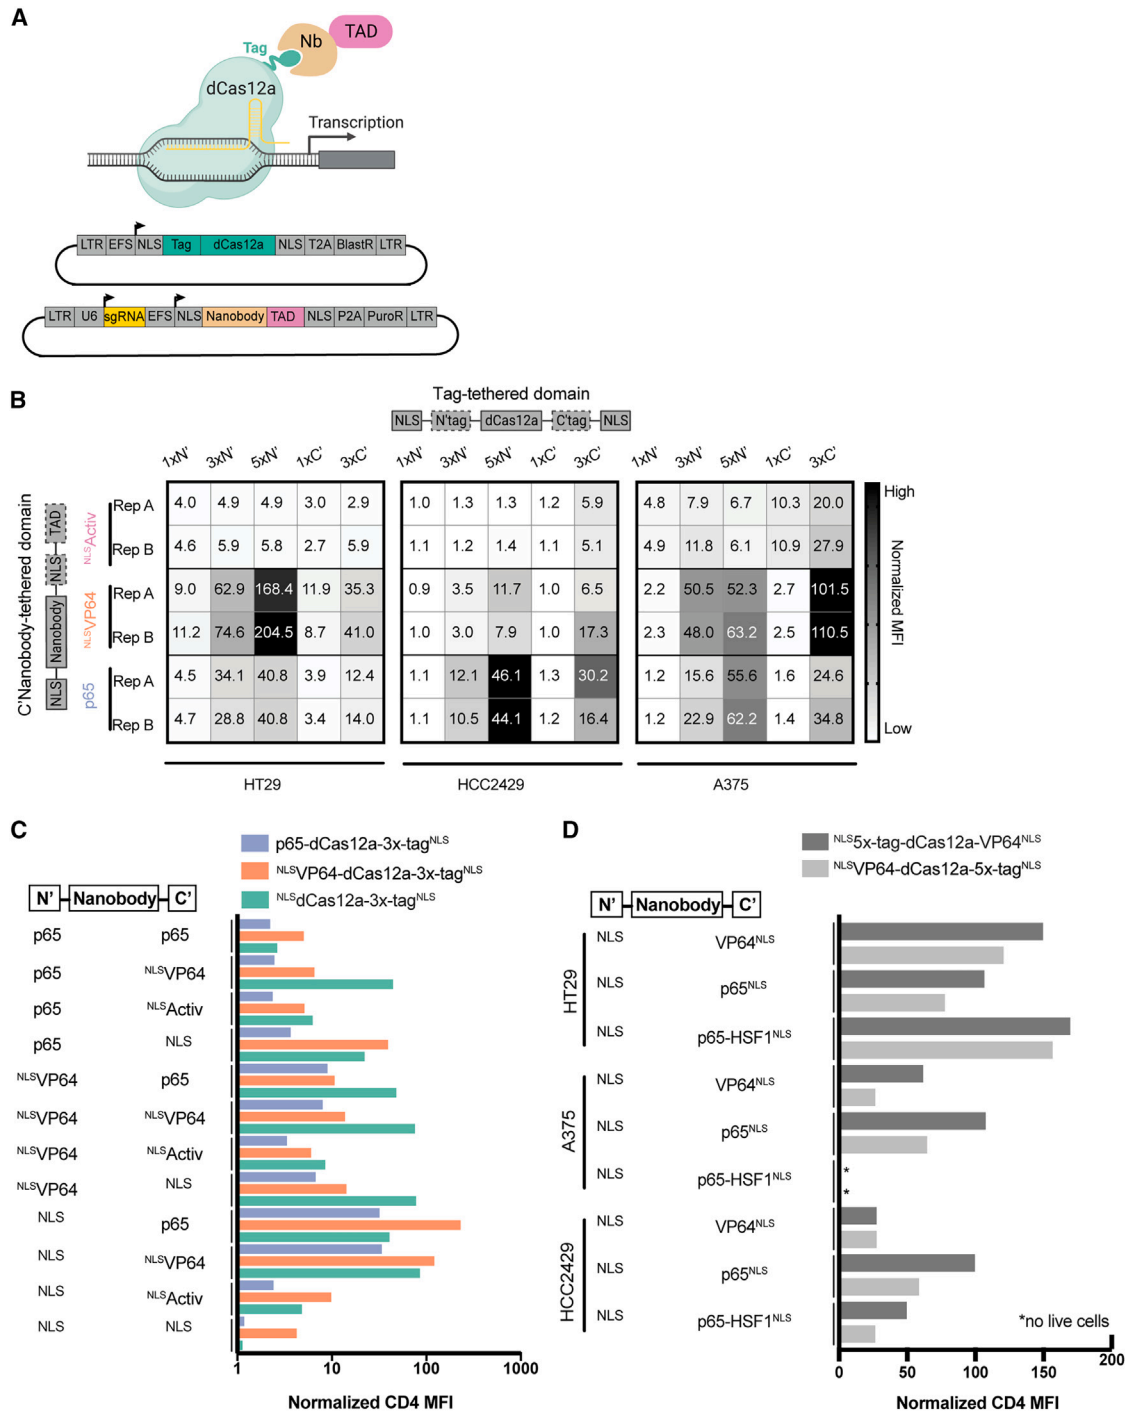 A
Tag
Nb
TAD
dCas12a
Transcription
LTR EFS NLS Tag dCas12a NLS T2A BlastR LTR
LTR U6 sgRNA EFS NLS Nanobody TAD NLS P2A PuroR LTR
B
Tag-tethered domain
NLS N'tag dCas12a C'tag NLS
1xN' 3xN' 5xN' 1xC' 3xC' 1xN' 3xN' 5xN' 1xC' 3xC' 1xN' 3xN' 5xN' 1xC' 3xC'
C'Nanobody-tethered domain
NLS Nanobody NLS TAD
NLSActiv
NLSVP64
p65
Rep A 4.0 4.9 4.9 3.0 2.9 1.0 1.3 1.3 1.2 5.9 4.8 7.9 6.7 10.3 20.0
Rep B 4.6 5.9 5.8 2.7 5.9 1.1 1.2 1.4 1.1 5.1 4.9 11.8 6.1 10.9 27.9
Rep A 9.0 62.9 168.4 11.9 35.3 0.9 3.5 11.7 1.0 6.5 2.2 50.5 52.3 2.7 101.5
Rep B 11.2 74.6 204.5 8.7 41.0 1.0 3.0 7.9 1.0 17.3 2.3 48.0 63.2 2.5 110.5
Rep A 4.5 34.1 40.8 3.9 12.4 1.1 12.1 46.1 1.3 30.2 1.2 15.6 55.6 1.6 24.6
Rep B 4.7 28.8 40.8 3.4 14.0 1.1 10.5 44.1 1.2 16.4 1.2 22.9 62.2 1.4 34.8
High
Normalized MFI
Low
HT29 HCC2429 A375
C
p65-dCas12a-3x-tagNLS
NLSVP64-dCas12a-3x-tagNLS
NLSdCas12a-3x-tagNLS
N' Nanobody C'
p65 p65
p65 NLSVP64
p65 NLSActiv
p65 NLS
NLSVP64 p65
NLSVP64 NLSVP64
NLSVP64 NLSActiv
NLSVP64 NLS
NLS p65
NLS NLSVP64
NLS NLSActiv
NLS NLS
1 10 100 1000
Normalized CD4 MFI
D
NLS5x-tag-dCas12a-VP64NLS
NLSVP64-dCas12a-5x-tagNLS
N' Nanobody C'
HT29
NLS VP64NLS
NLS p65NLS
NLS p65-HSF1NLS
A375
NLS VP64NLS
NLS p65NLS
NLS p65-HSF1NLS
*
*
HCC2429
NLS VP64NLS
NLS p65NLS
NLS p65-HSF1NLS
*no live cells
0 50 100 150 200
Normalized CD4 MFI